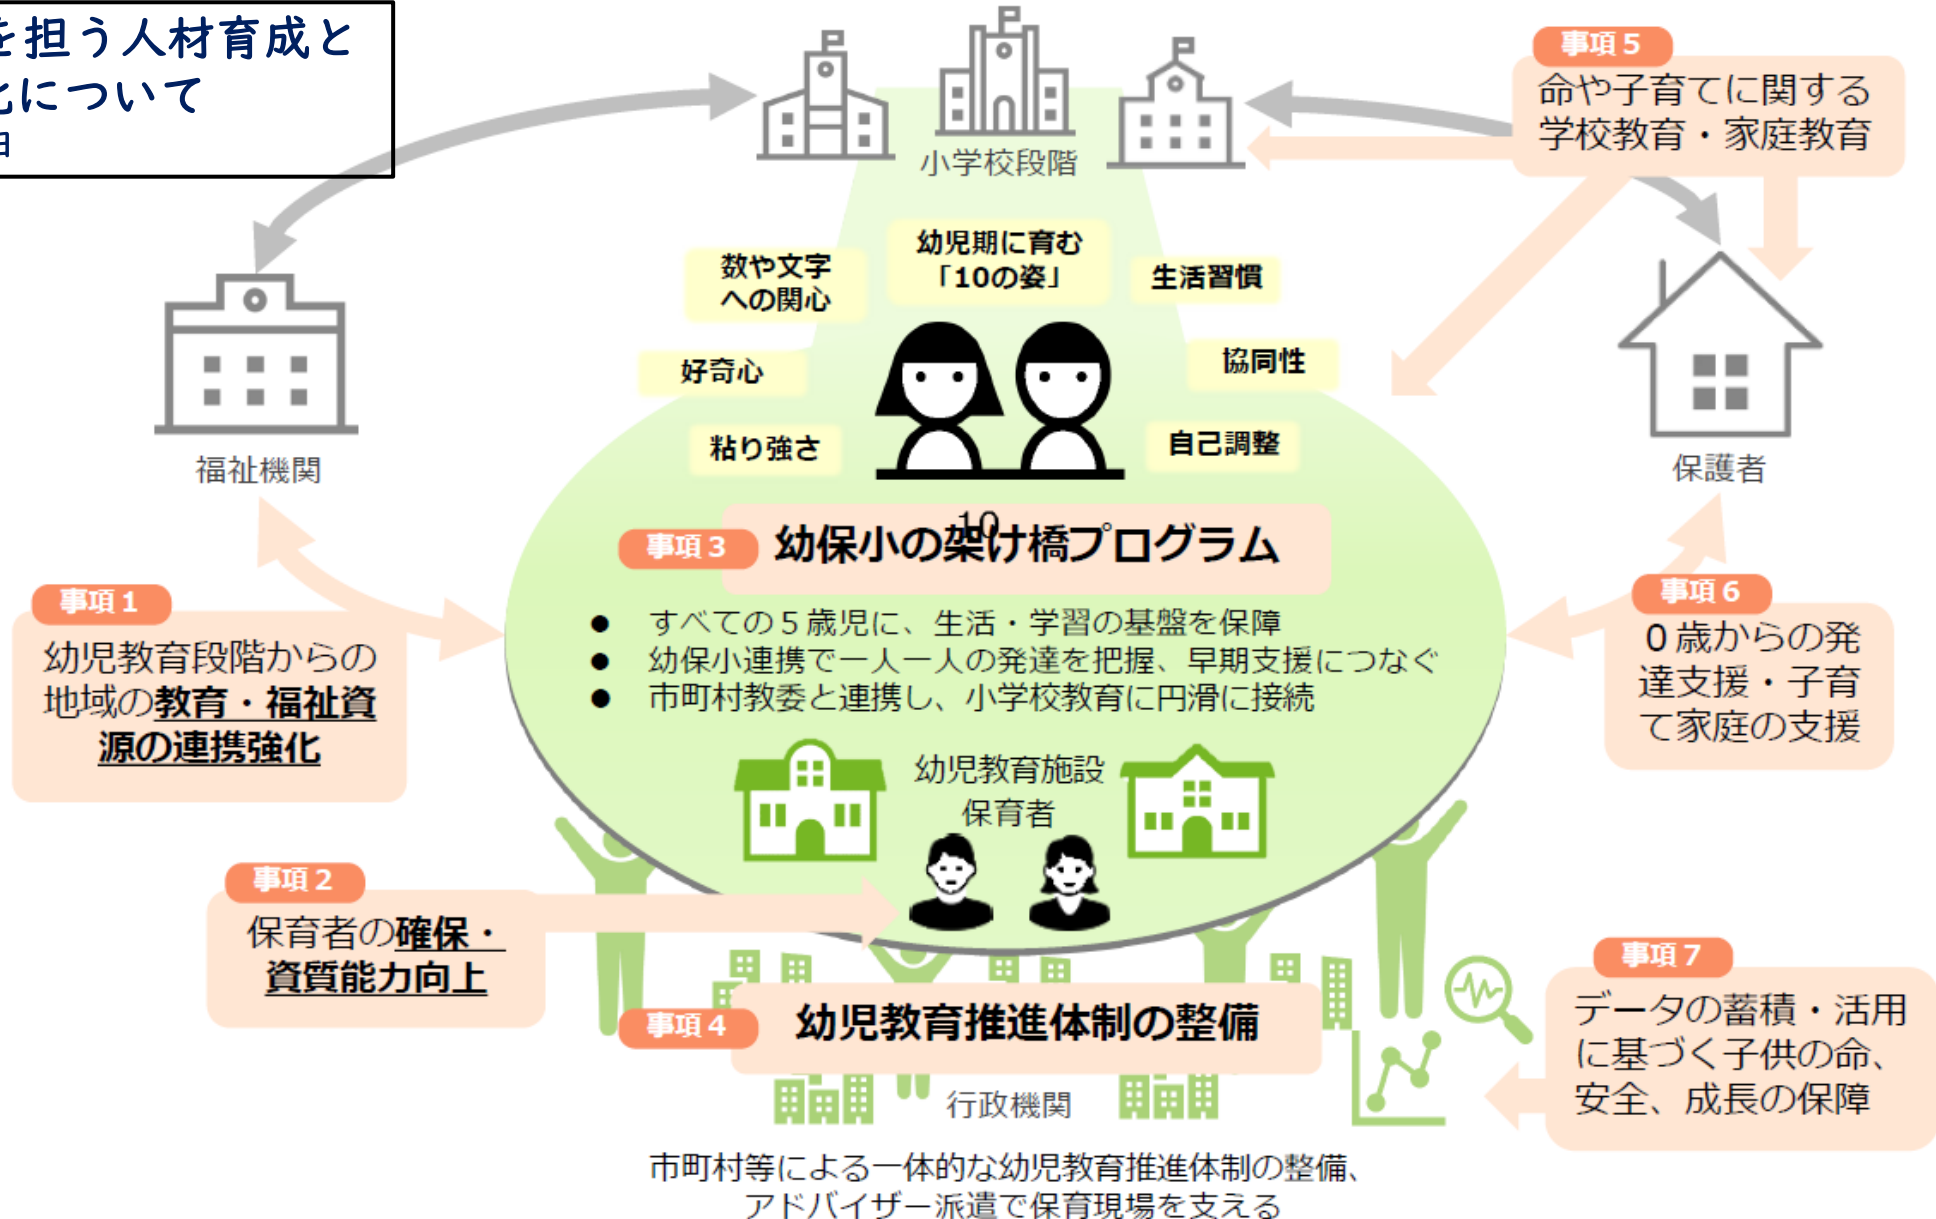 を担う人材育成と
化について
日
小学校段階
事項５
命や子育てに関する
学校教育・家庭教育
幼児期に育む
「10の姿」
数や文字
への関心
生活習慣
好奇心
協同性
粘り強さ
自己調整
福祉機関
保護者
10
事項３
幼保小の架け橋プログラム
● すべての５歳児に、生活・学習の基盤を保障
● 幼保小連携で一人一人の発達を把握、早期支援につなぐ
● 市町村教委と連携し、小学校教育に円滑に接続
事項１
幼児教育段階からの
地域の教育・福祉資
源の連携強化
事項６
０歳からの発
達支援・子育
て家庭の支援
幼児教育施設
保育者
事項２
保育者の確保・
資質能力向上
事項４
幼児教育推進体制の整備
行政機関
市町村等による一体的な幼児教育推進体制の整備、
アドバイザー派遣で保育現場を支える
事項７
データの蓄積・活用
に基づく子供の命、
安全、成長の保障